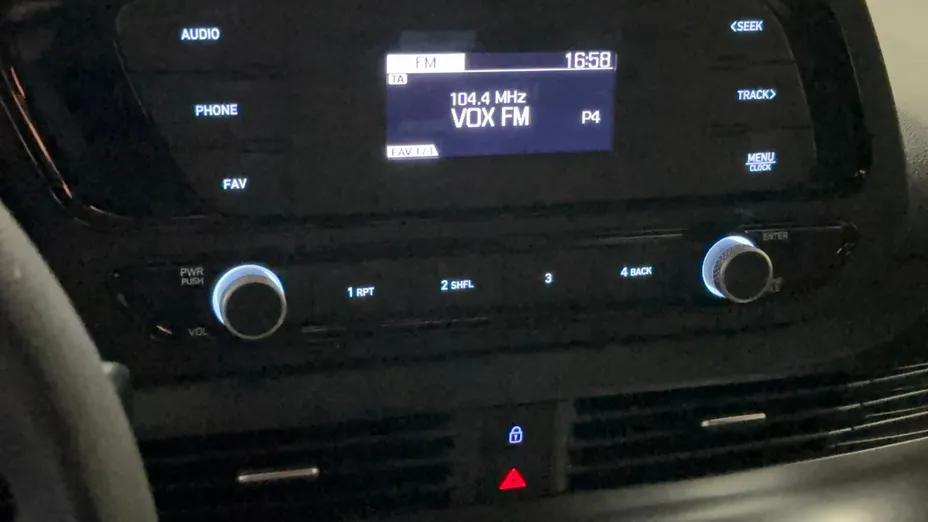 AUDIO
<SEEK
FM 16:58
TA
PHONE
104.4 MHz
TRACK>
VOX FM P4
FAV 1/1
MENU
CLOCK
FAV
PWR
PUSH
VOL
1 RPT
2 SHFL
3
4 BACK
ENTER